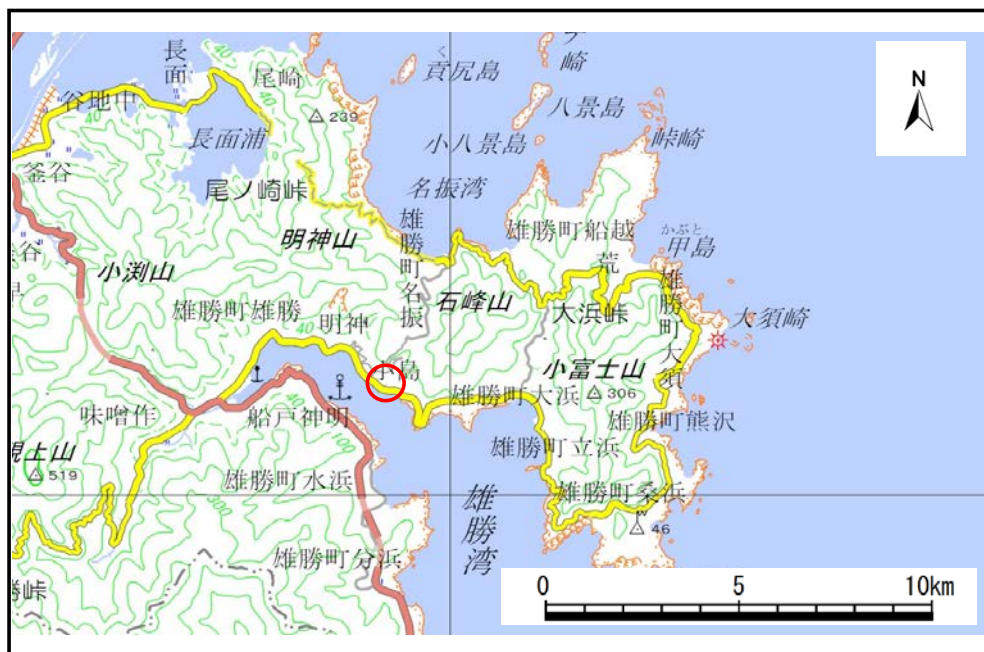 長面
尾崎
貢尻島
く
崎
八景島
小八景島
峠崎
N
谷地中
40
40
239
長面浦
釜谷
尾ノ崎峠
名振湾
雄勝町名振
雄勝町船越
かぶと
甲島
荒
明神山
小渕山
石峰山
大浜峠
雄勝町大須
大須崎
雄勝町雄勝
40
明神
小富士山
306
雄勝町大浜
味噌作
船戸神明
40
100
雄勝町熊沢
雄勝町立浜
519
雄勝町水浜
雄勝湾
雄勝町桑浜
46
雄勝町分浜
勝峠
0
5
10km